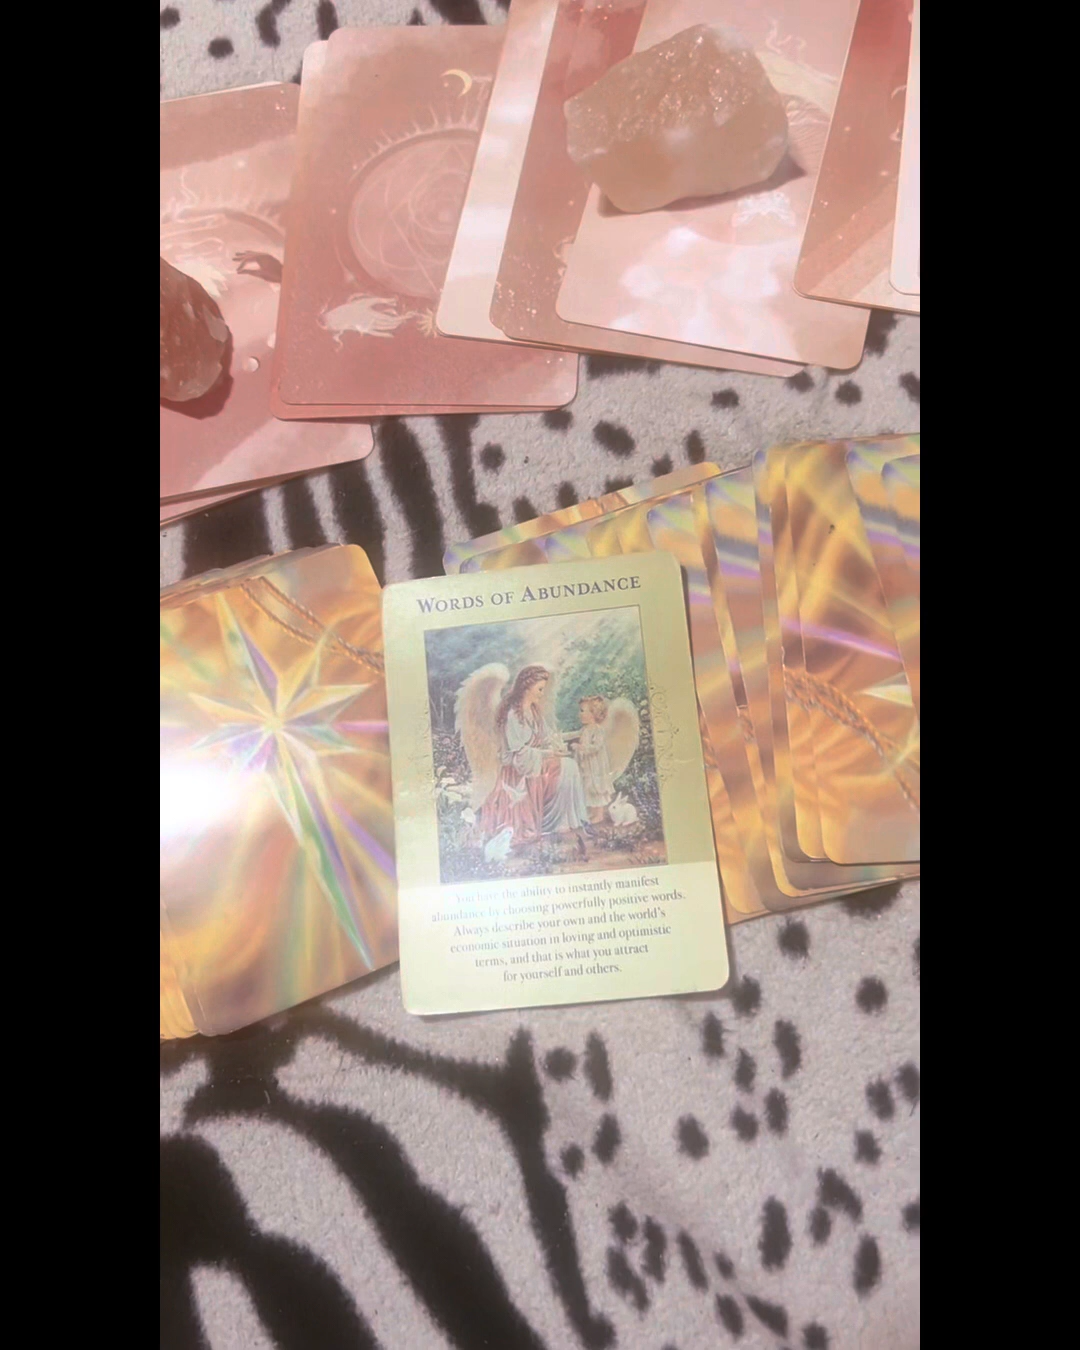 WORDS OF ABUNDANCE
You have the ability to instantly manifest
abundance by choosing powerfully positive words.
Always describe your own and the world's
economic situation in loving and optimistic
terms, and that is what you attract
for yourself and others.